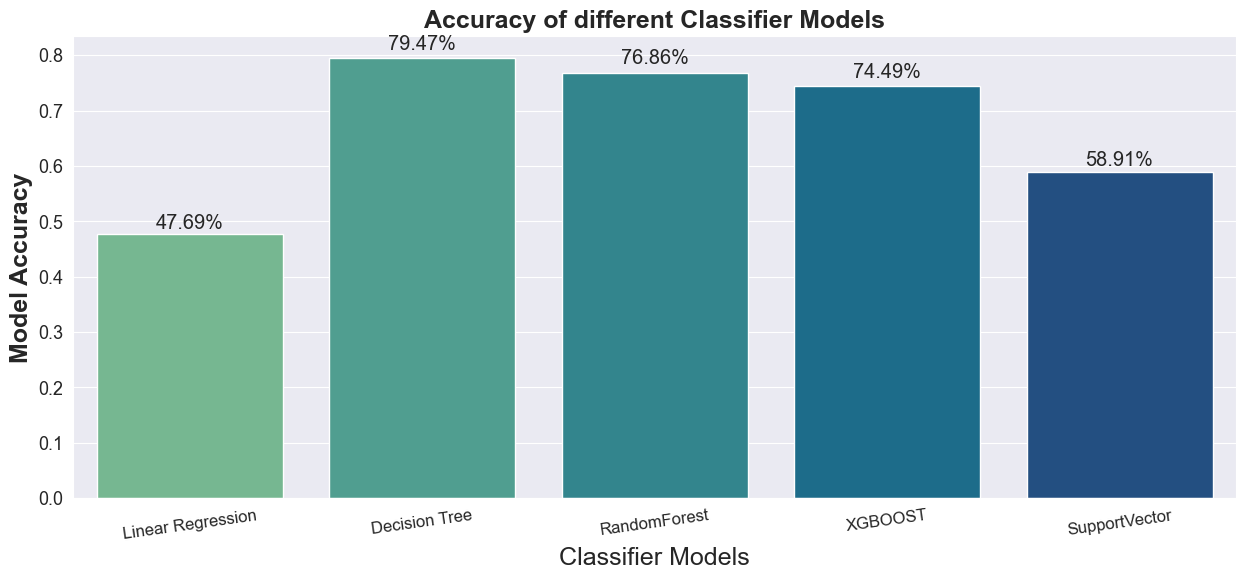 Accuracy of different Classifier Models
Model Accuracy
0.8
0.7
0.6
0.5
0.4
0.3
0.2
0.1
0.0
47.69%
79.47%
76.86%
74.49%
58.91%
Linear Regression
Decision Tree
RandomForest
XGBOOST
SupportVector
Classifier Models